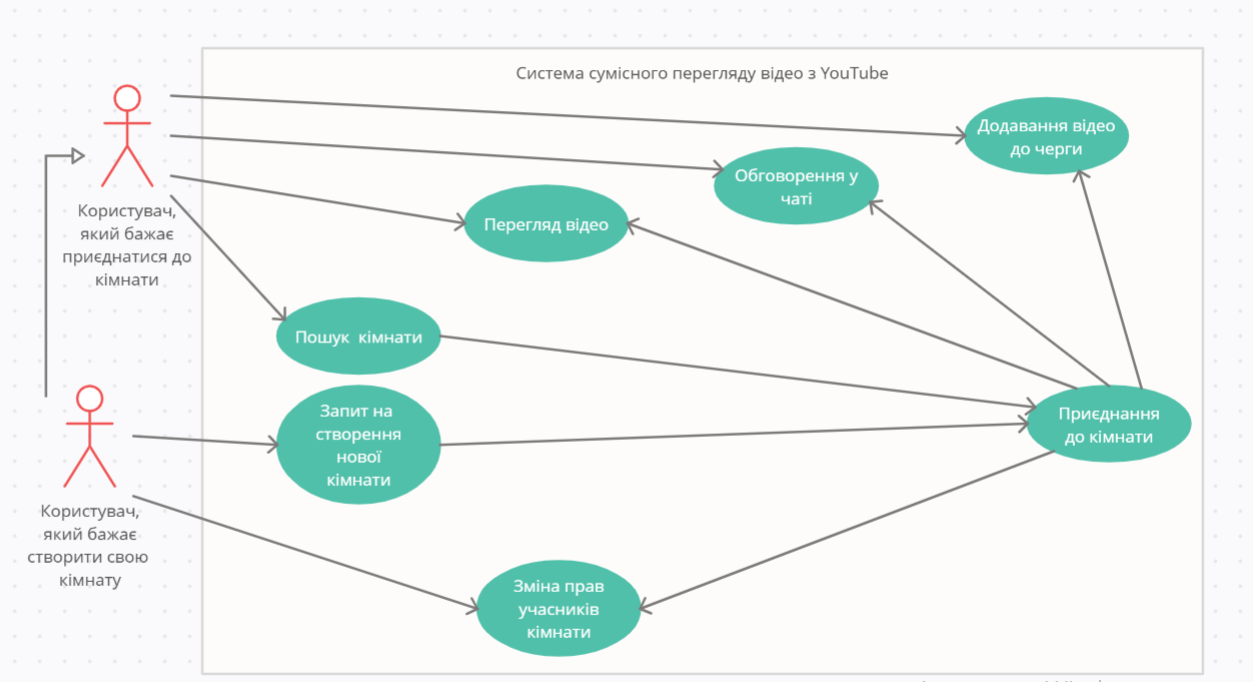 Система сумісного перегляду відео з YouTube
Додавання відео
до черги
Обговорення у
чаті
Перегляд відео
Користувач,
який бажає
приєднатися до
кімнати
Пошук кімнати
Запит на
створення
нової
кімнати
Приєднання
до кімнати
Користувач,
який бажає
створити свою
кімнату
Зміна прав
учасників
кімнати